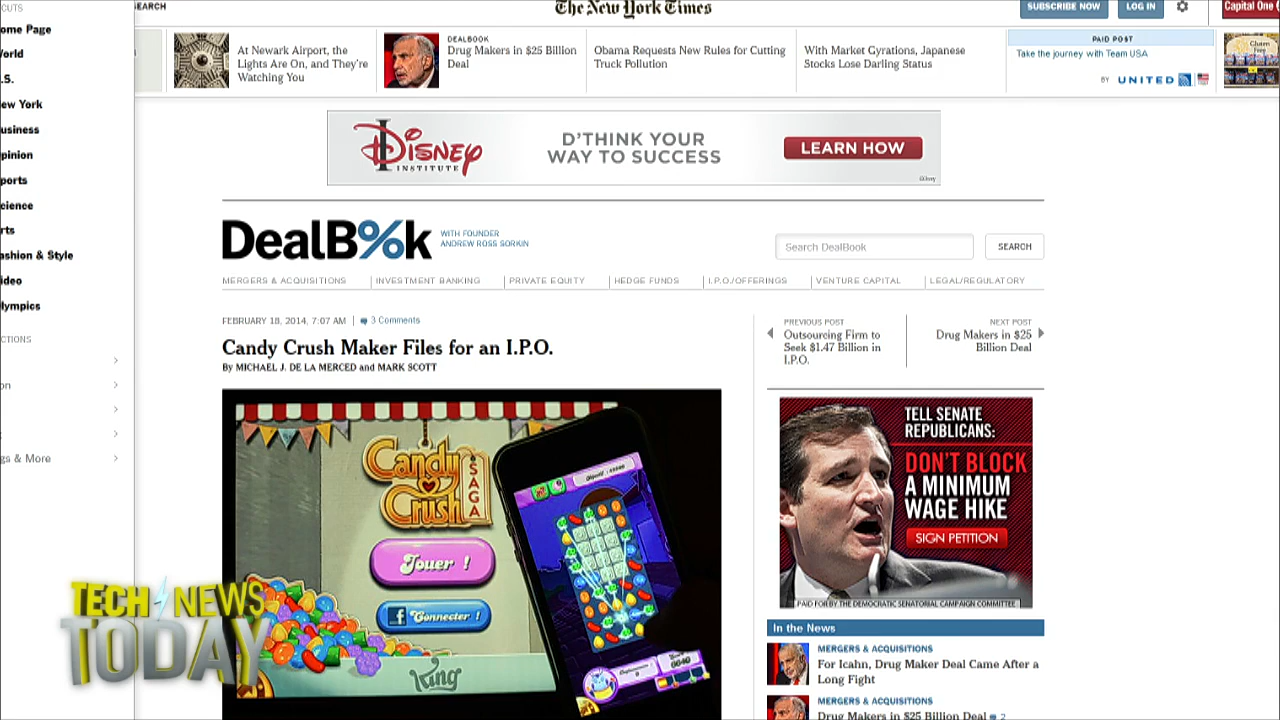 CUTS
EARCH
The New York Times
SUBSCRIBE NOW
LOG IN
Capital One
ome Page
orld
.S.
ew York
usiness
pinion
ports
cience
rts
ashion & Style
ideo
lympics
CTIONS
on
gs & More
At Newark Airport, the
Lights Are On, and They're
Watching You
DEALBOOK
Drug Makers in $25 Billion
Deal
Obama Requests New Rules for Cutting
Truck Pollution
With Market Gyrations, Japanese
Stocks Lose Darling Status
PAID POST
Take the journey with Team USA
BY UNITED
DISNEY
INSTITUTE
D'THINK YOUR
WAY TO SUCCESS
LEARN HOW
©Disney
DealB%k
WITH FOUNDER
ANDREW ROSS SORKIN
Search DealBook
SEARCH
MERGERS & ACQUISITIONS
INVESTMENT BANKING
PRIVATE EQUITY
HEDGE FUNDS
I.P.O./OFFERINGS
VENTURE CAPITAL
LEGAL/REGULATORY
FEBRUARY 18, 2014, 7:07 AM
3 Comments
Candy Crush Maker Files for an I.P.O.
By MICHAEL J. DE LA MERCED and MARK SCOTT
PREVIOUS POST
Outsourcing Firm to
Seek $1.47 Billion in
I.P.O.
NEXT POST
Drug Makers in $25
Billion Deal
Candy
Crush
SAGA
Jouer !
Connecter !
King
TELL SENATE
REPUBLICANS:
DON'T BLOCK
A MINIMUM
WAGE HIKE
SIGN PETITION
PAID FOR BY THE DEMOCRATIC SENATORIAL CAMPAIGN COMMITTEE
In the News
MERGERS & ACQUISITIONS
For Icahn, Drug Maker Deal Came After a
Long Fight
MERGERS & ACQUISITIONS
Drug Makers in $25 Billion Deal 2
TECH NEWS
TODAY